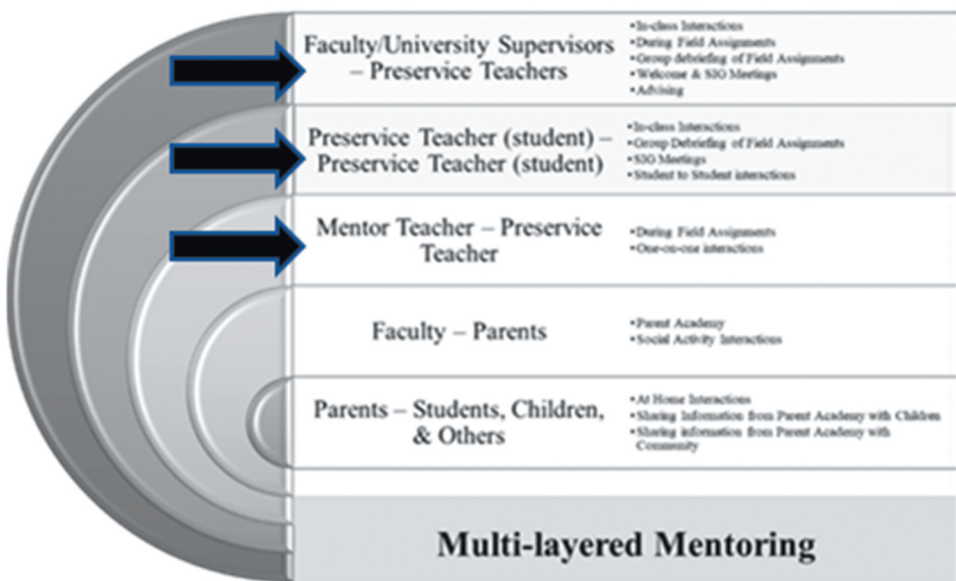 Faculty/University Supervisors
– Preservice Teachers
•In-class Interactions
•During Field Assignments
•Group debriefing of Field Assignments
•Welcome & SIG Meetings
•Advising
Preservice Teacher (student) –
Preservice Teacher (student)
•In-class Interactions
•Group Debriefing of Field Assignments
•SIG Meetings
•Student to Student interactions
Mentor Teacher – Preservice
Teacher
•During Field Assignments
•One-on-one interactions
Faculty – Parents
•Parent Academy
•Social Activity Interactions
Parents – Students, Children,
& Others
•At Home Interactions
•Sharing Information from Parent Academy with Children
•Sharing information from Parent Academy with
Community
Multi-layered Mentoring